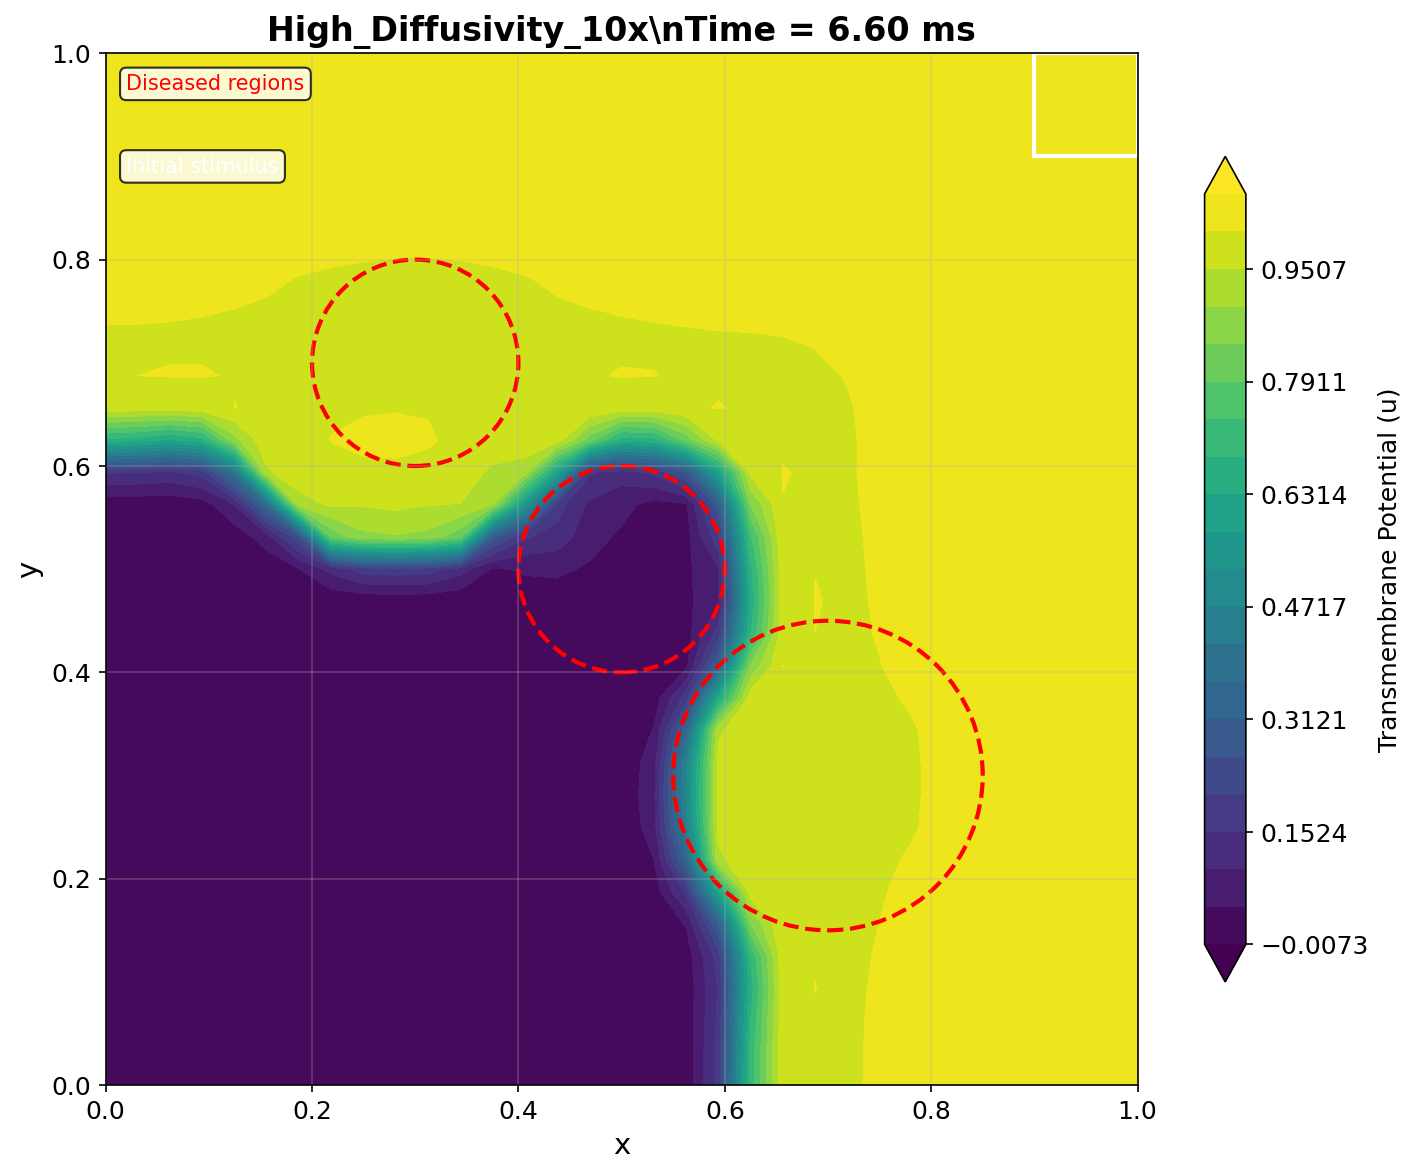 High_Diffusivity_10x\nTime = 6.60 ms
Diseased regions
Initial stimulus
1.0
0.8
0.6
0.4
0.2
0.0
y
0.0 0.2 0.4 0.6 0.8 1.0
x
0.9507
0.7911
0.6314
0.4717
0.3121
0.1524
−0.0073
Transmembrane Potential (u)